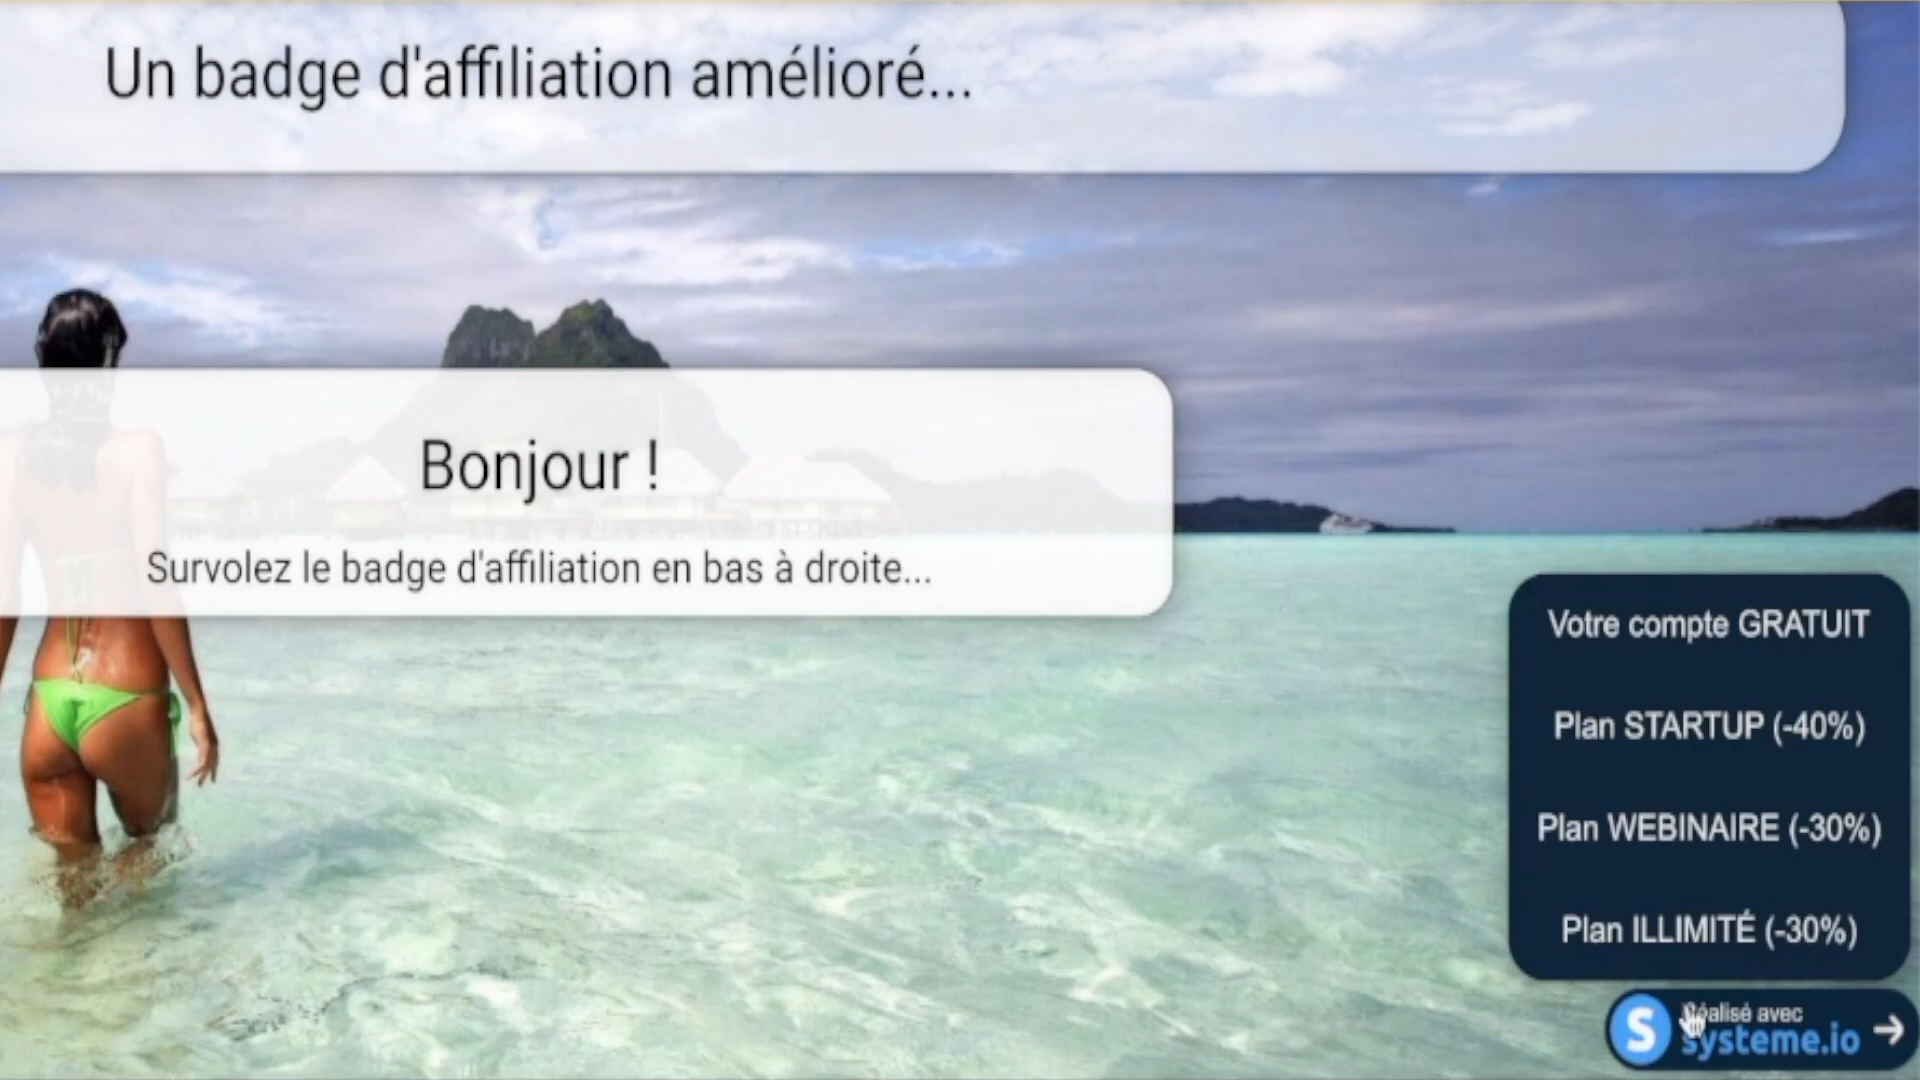 Un badge d'affiliation amélioré...
Bonjour !
Survolez le badge d'affiliation en bas à droite...
Votre compte GRATUIT
Plan STARTUP (-40%)
Plan WEBINAIRE (-30%)
Plan ILLIMITÉ (-30%)
S
Réalisé avec
systeme.io